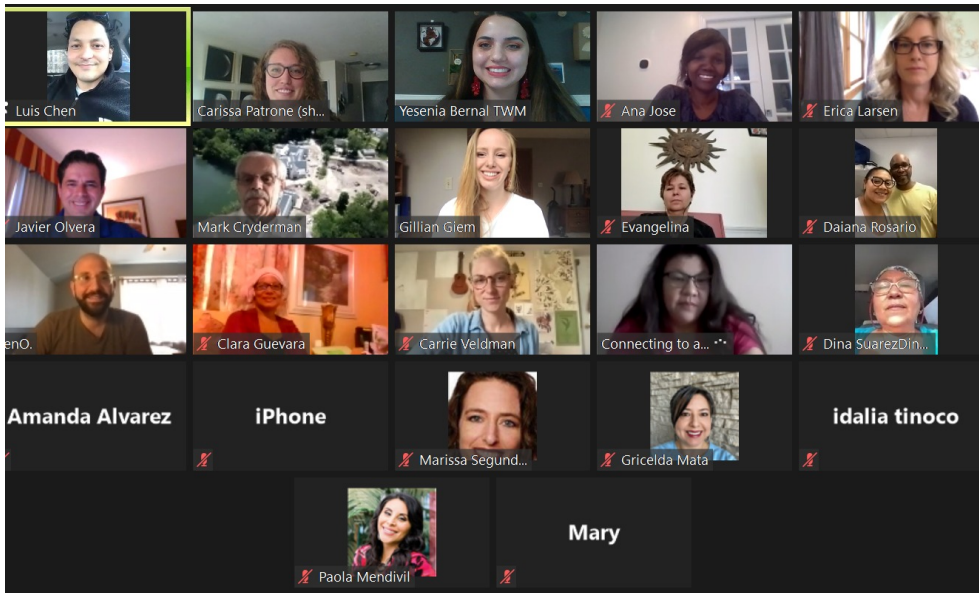 Luis Chen
Carissa Patrone (sh...
Yesenia Bernal TWM
Ana Jose
Erica Larsen
Javier Olvera
Mark Cryderman
Gillian Glem
Evangelina
Daiana Rosario
enO.
Clara Guevara
Carrie Veldman
Connecting to a...
Dina SuarezDin...
Amanda Alvarez
iPhone
Marissa Segund...
Gricelda Mata
idalia tinoco
Paola Mendivil
Mary